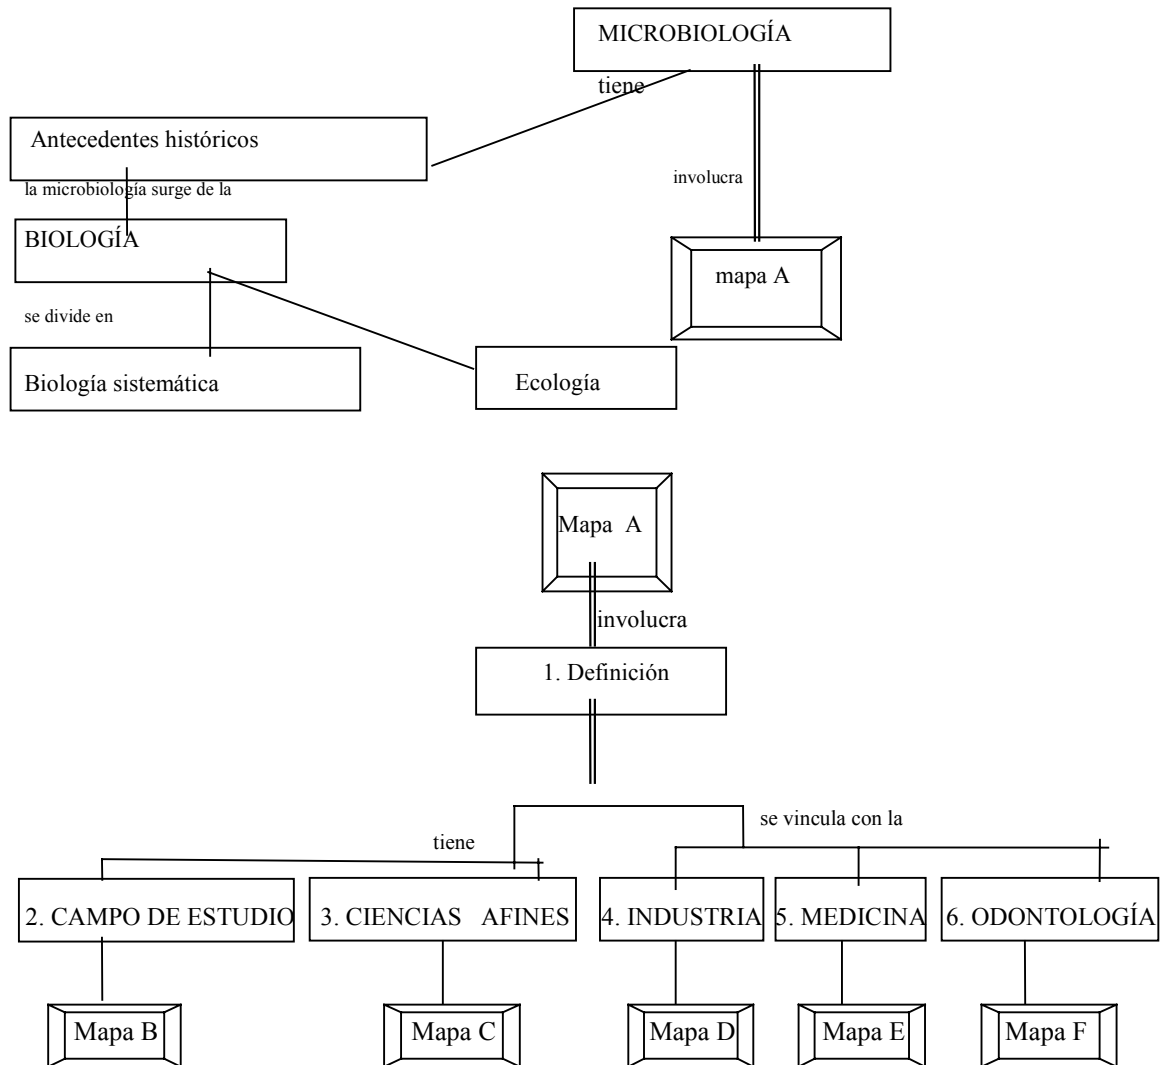 MICROBIOLOGÍA
tiene
Antecedentes históricos
involucra
la microbiología surge de la
BIOLOGÍA
mapa A
se divide en
Biología sistemática
Ecología
Mapa A
involucra
1. Definición
se vincula con la
tiene
2. CAMPO DE ESTUDIO
3. CIENCIAS AFINES
4. INDUSTRIA
5. MEDICINA
6. ODONTOLOGÍA
Mapa B
Mapa C
Mapa D
Mapa E
Mapa F